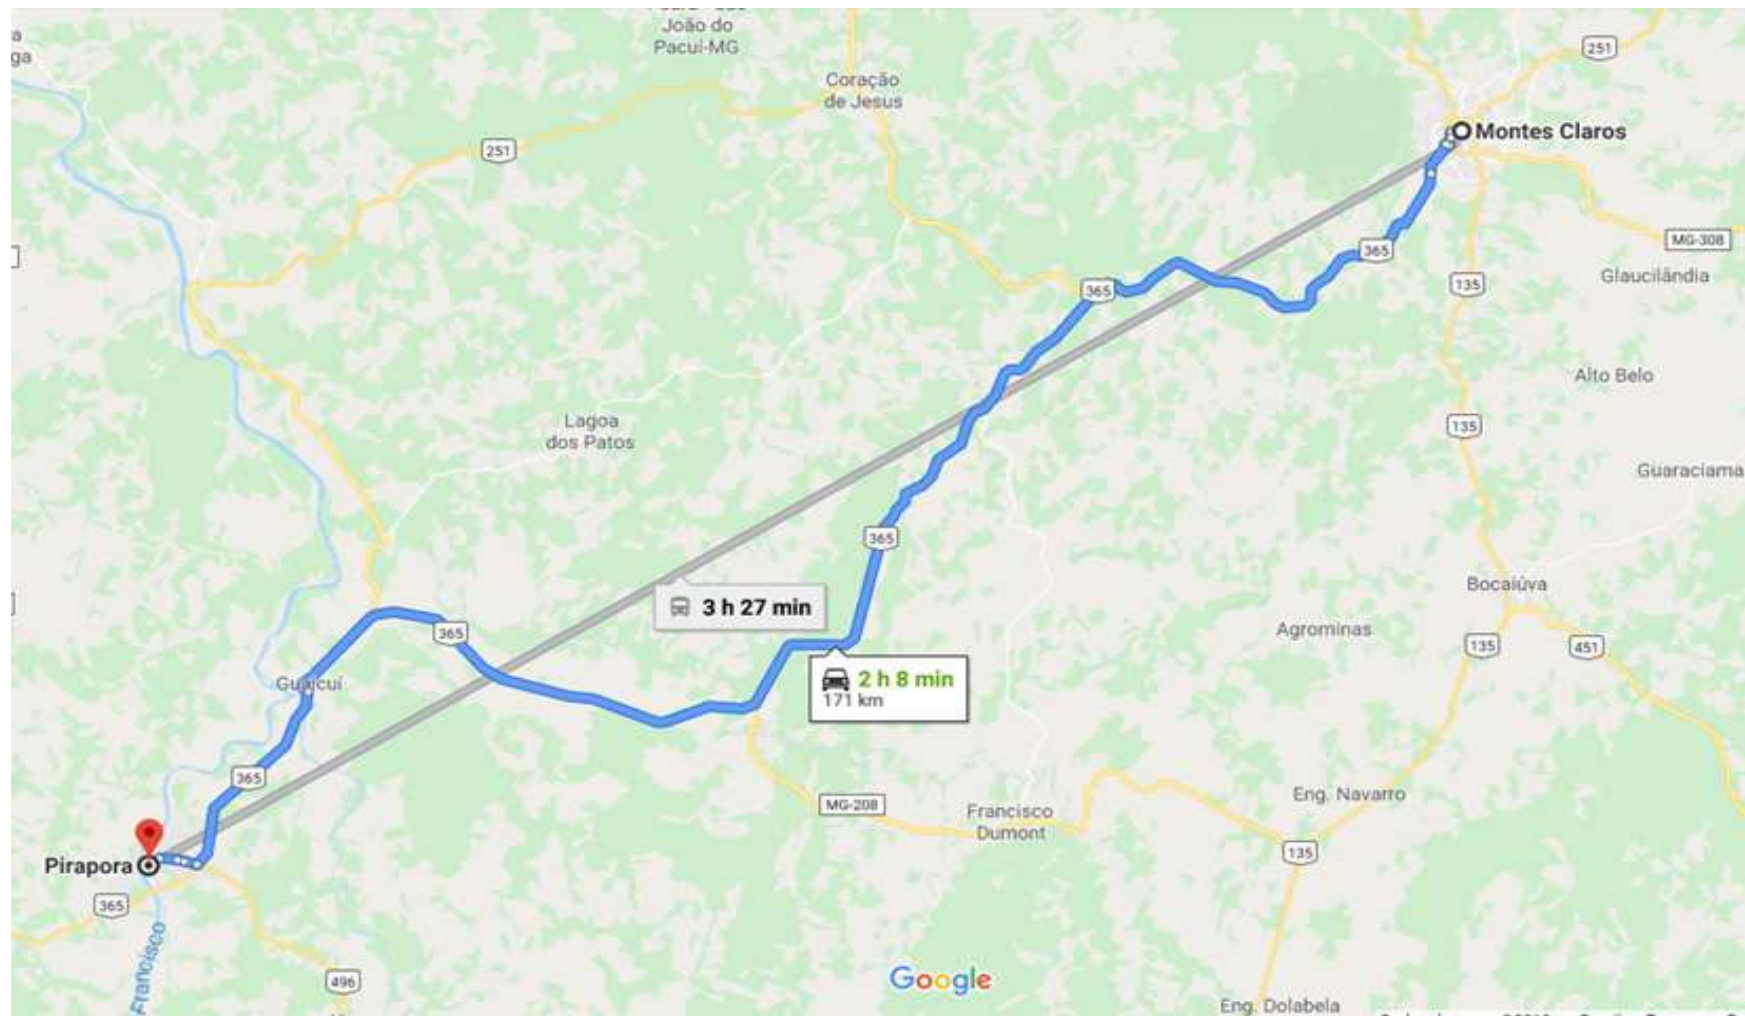 João do
Pacuí-MG
251
Coração
de Jesus
Montes Claros
251
MG-308
365
Glaucilândia
365
135
Alto Belo
Lagoa
dos Patos
135
Guaraciama
365
Bocaiúva
3 h 27 min
365
Agrominas
135
451
2 h 8 min
171 km
Guaicuí
365
MG-208
Francisco
Dumont
Eng. Navarro
135
Pirapora
365
Francisco
496
Google
Eng. Dolabela